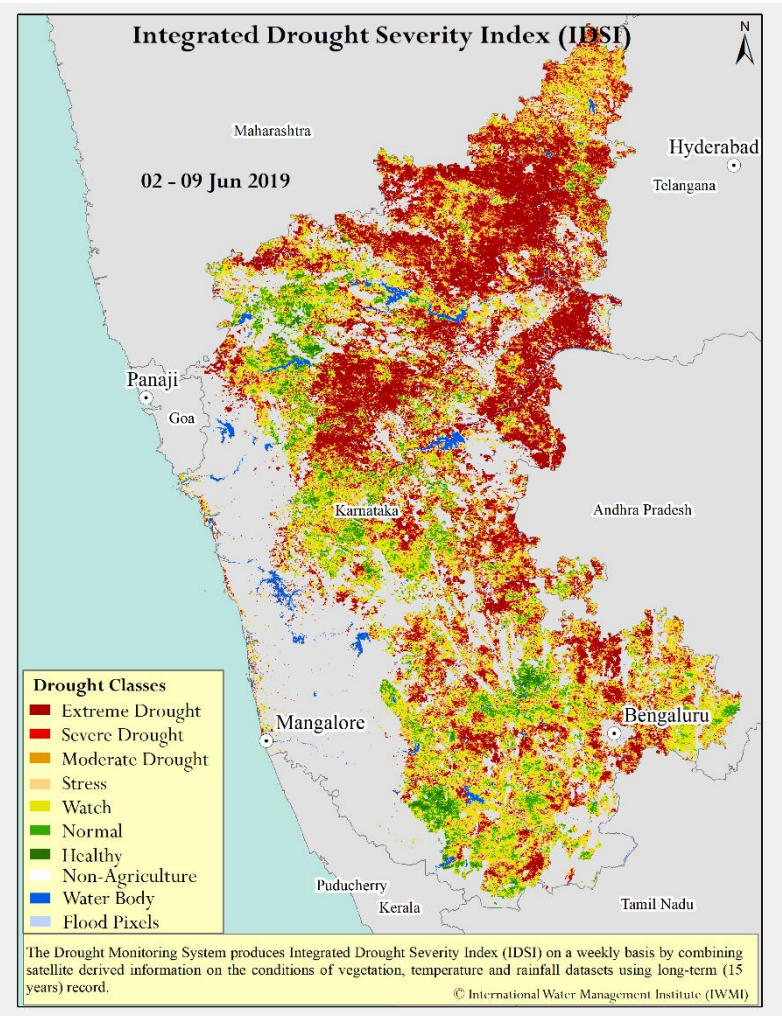 Integrated Drought Severity Index (IDSI)
N
Maharashtra
Hyderabad
02 - 09 Jun 2019
Telangana
Panaji
Goa
Karnataka
Andhra Pradesh
Drought Classes
Extreme Drought
Severe Drought
Moderate Drought
Stress
Watch
Normal
Healthy
Non-Agriculture
Water Body
Flood Pixels
Mangalore
Bengaluru
Puducherry
Kerala
Tamil Nadu
The Drought Monitoring System produces Integrated Drought Severity Index (IDSI) on a weekly basis by combining
satellite derived information on the conditions of vegetation, temperature and rainfall datasets using long-term (15
years) record.
© International Water Management Institute (IWMI)